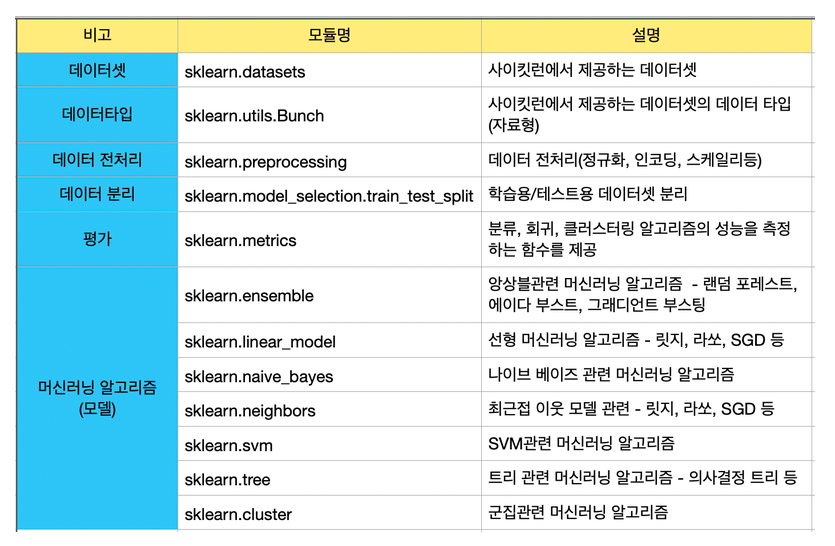 비고 모듈명 설명
데이터셋 sklearn.datasets 사이킷런에서 제공하는 데이터셋
데이터타입 sklearn.utils.Bunch 사이킷런에서 제공하는 데이터셋의 데이터 타입
(자료형)
데이터 전처리 sklearn.preprocessing 데이터 전처리(정규화, 인코딩, 스케일리등)
데이터 분리 sklearn.model_selection.train_test_split 학습용/테스트용 데이터셋 분리
평가 sklearn.metrics 분류, 회귀, 클러스터링 알고리즘의 성능을 측정
하는 함수를 제공
머신러닝 알고리즘
(모델)
sklearn.ensemble 앙상블관련 머신러닝 알고리즘 - 랜덤 포레스트,
에이다 부스트, 그래디언트 부스팅
sklearn.linear_model 선형 머신러닝 알고리즘 - 릿지, 라쏘, SGD 등
sklearn.naive_bayes 나이브 베이즈 관련 머신러닝 알고리즘
sklearn.neighbors 최근접 이웃 모델 관련 - 릿지, 라쏘, SGD 등
sklearn.svm SVM관련 머신러닝 알고리즘
sklearn.tree 트리 관련 머신러닝 알고리즘 - 의사결정 트리 등
sklearn.cluster 군집관련 머신러닝 알고리즘